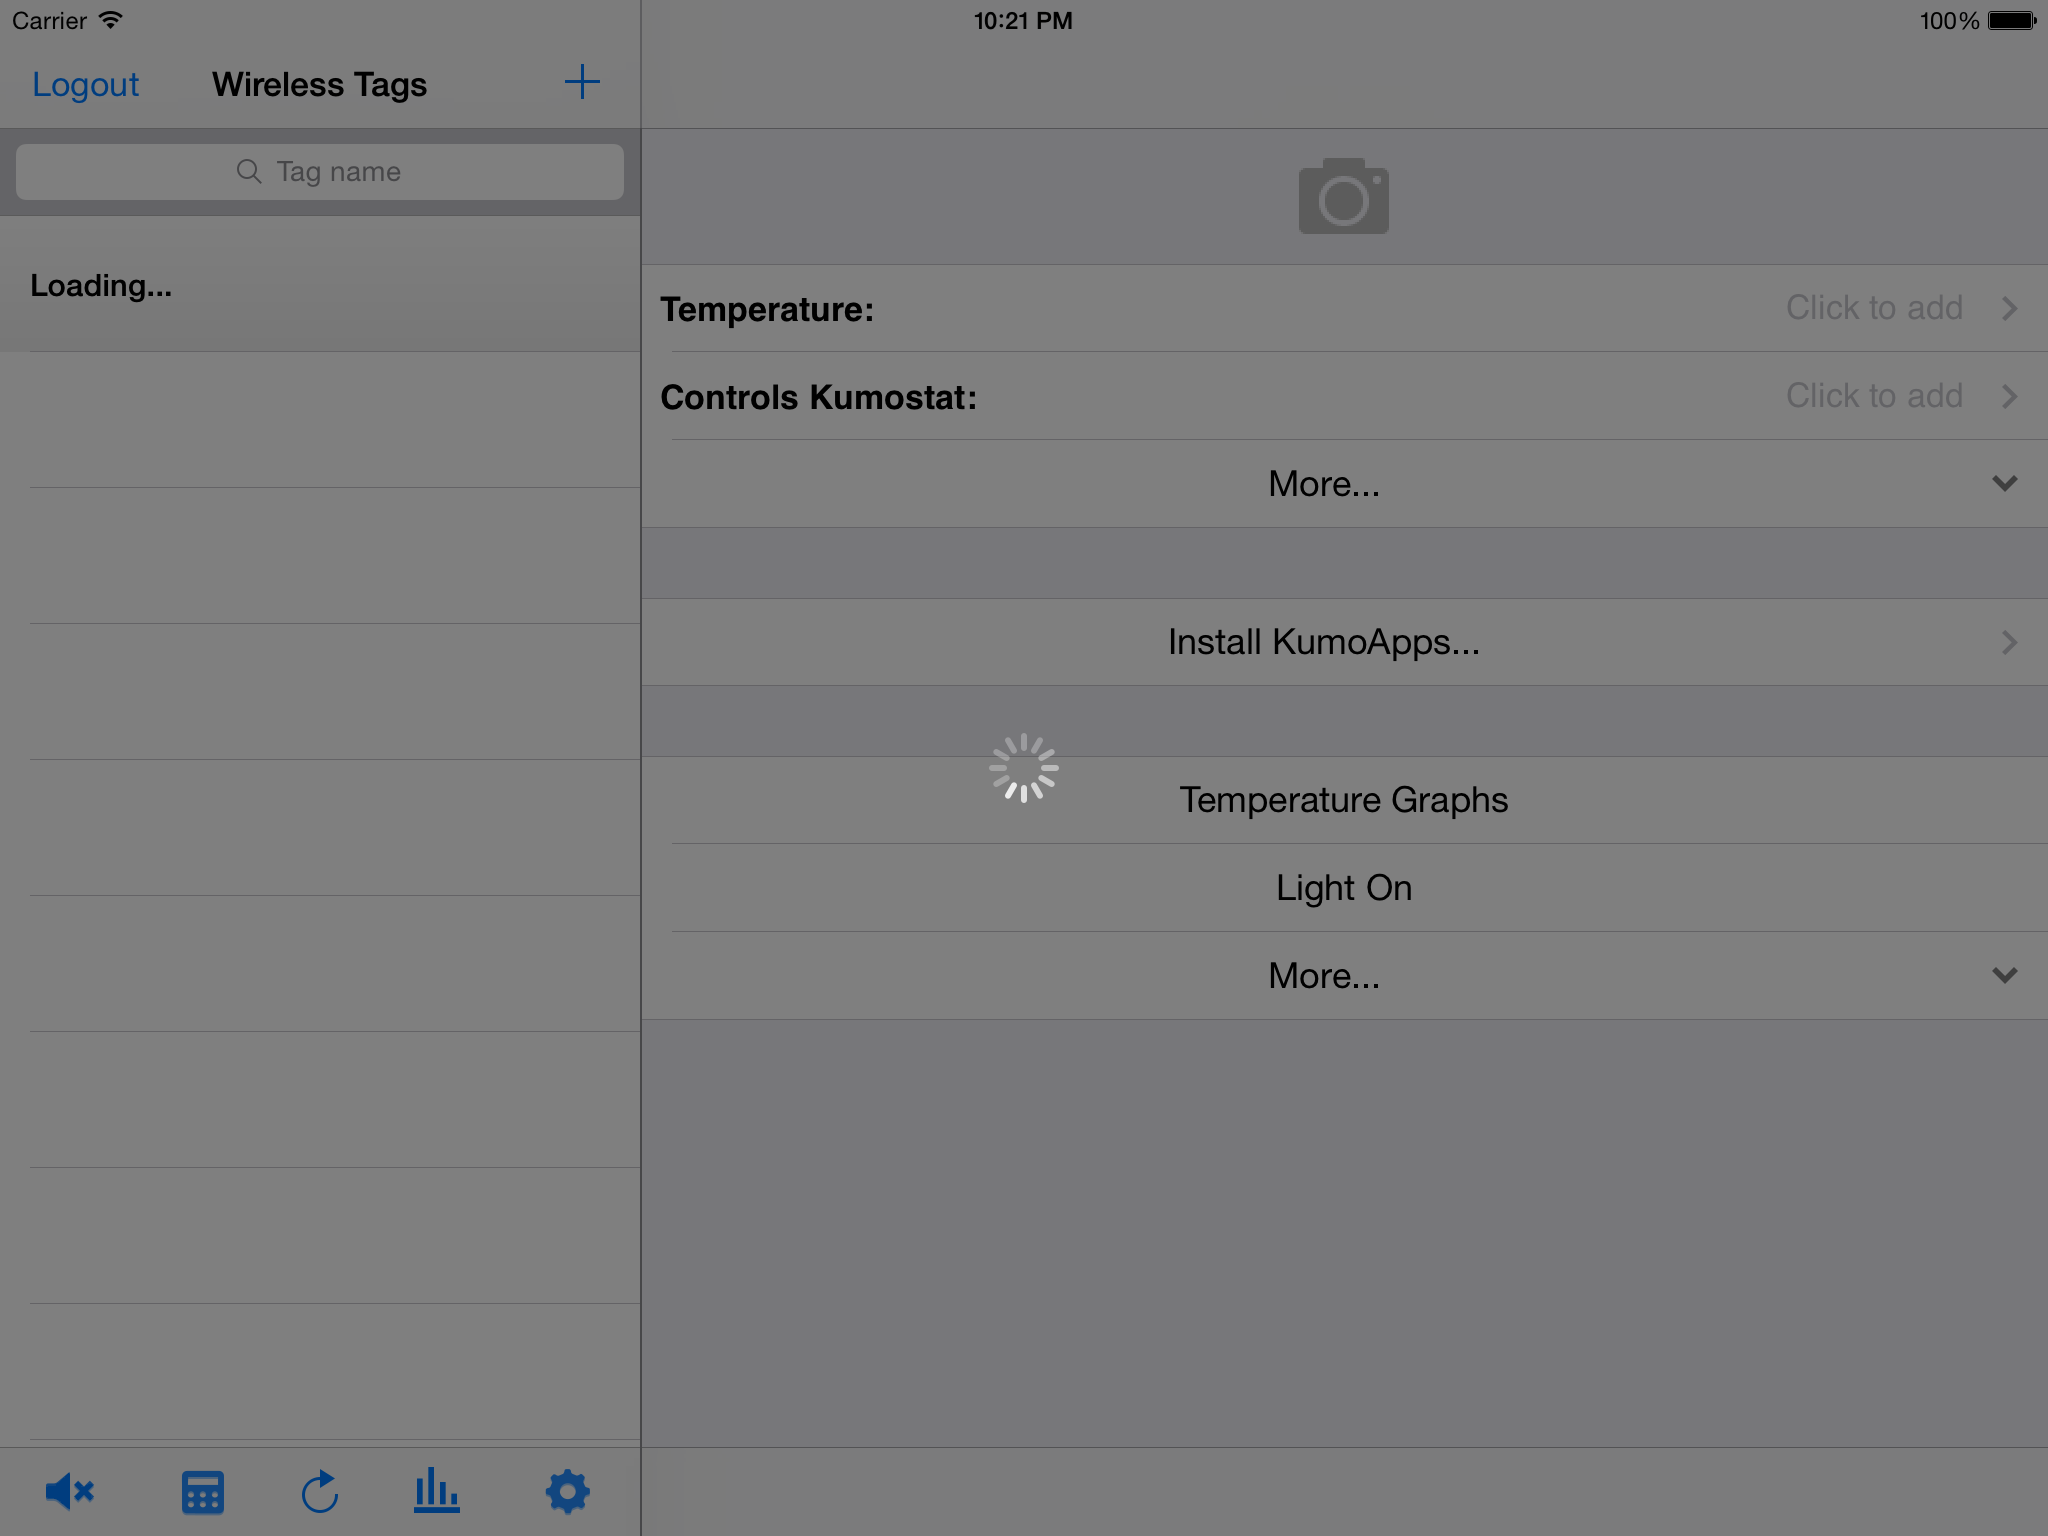 Carrier
10:21 PM
100%
Logout
Wireless Tags
Tag name
Loading...
Temperature:
Click to add
Controls Kumostat:
Click to add
More...
Install KumoApps...
Temperature Graphs
Light On
More...